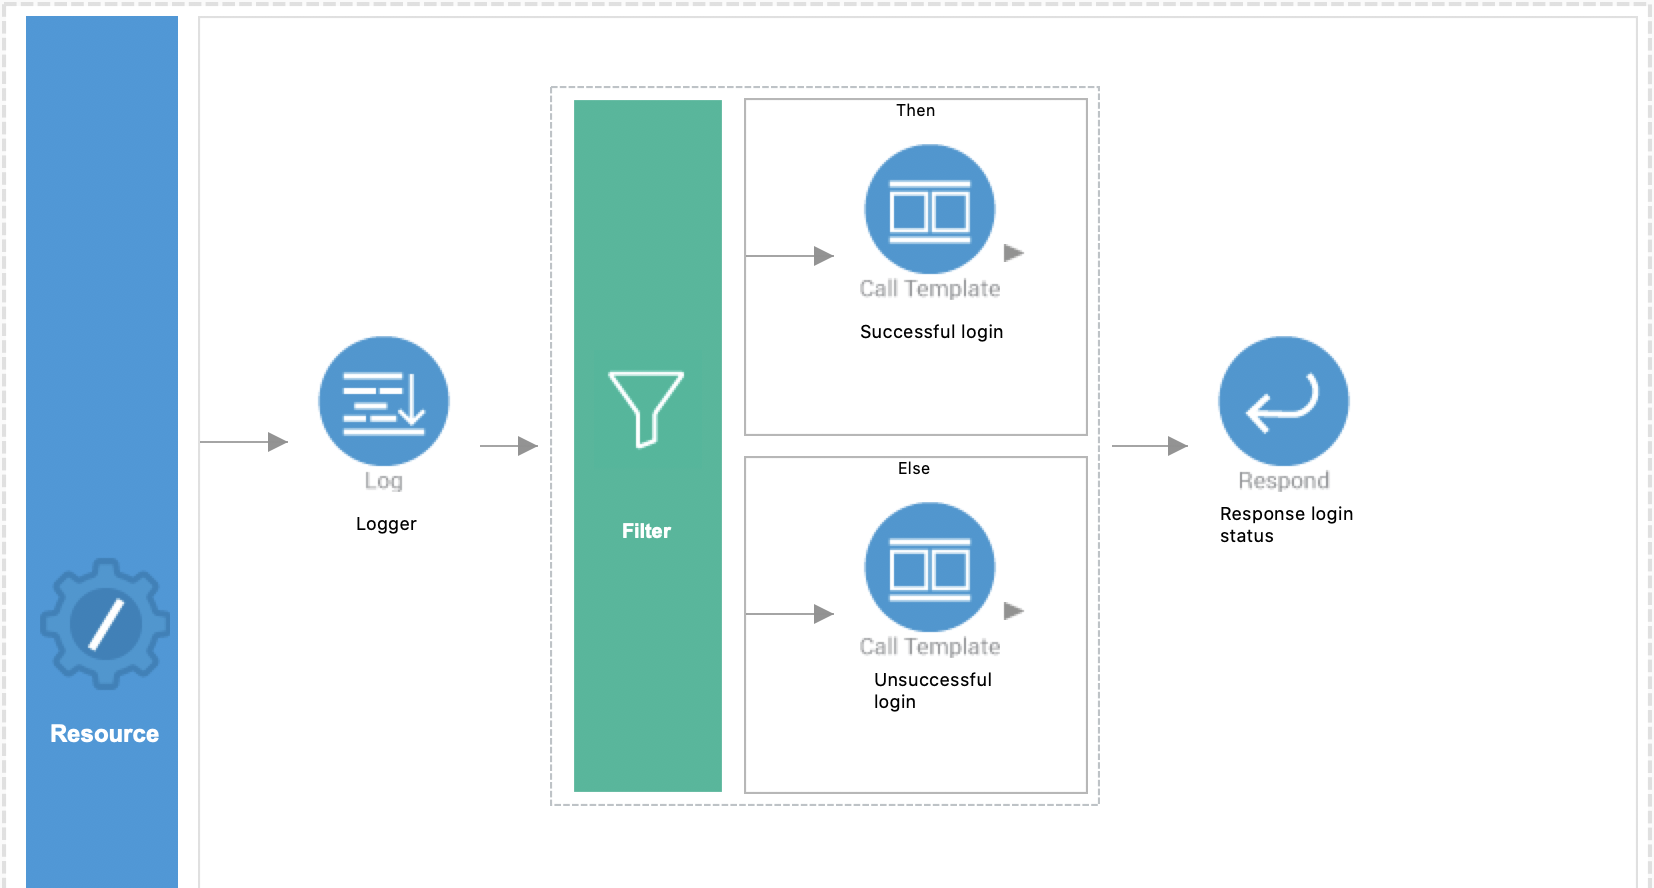 Resource
Log
Logger
Filter
Then
Call Template
Successful login
Else
Call Template
Unsuccessful
login
Respond
Response login
status